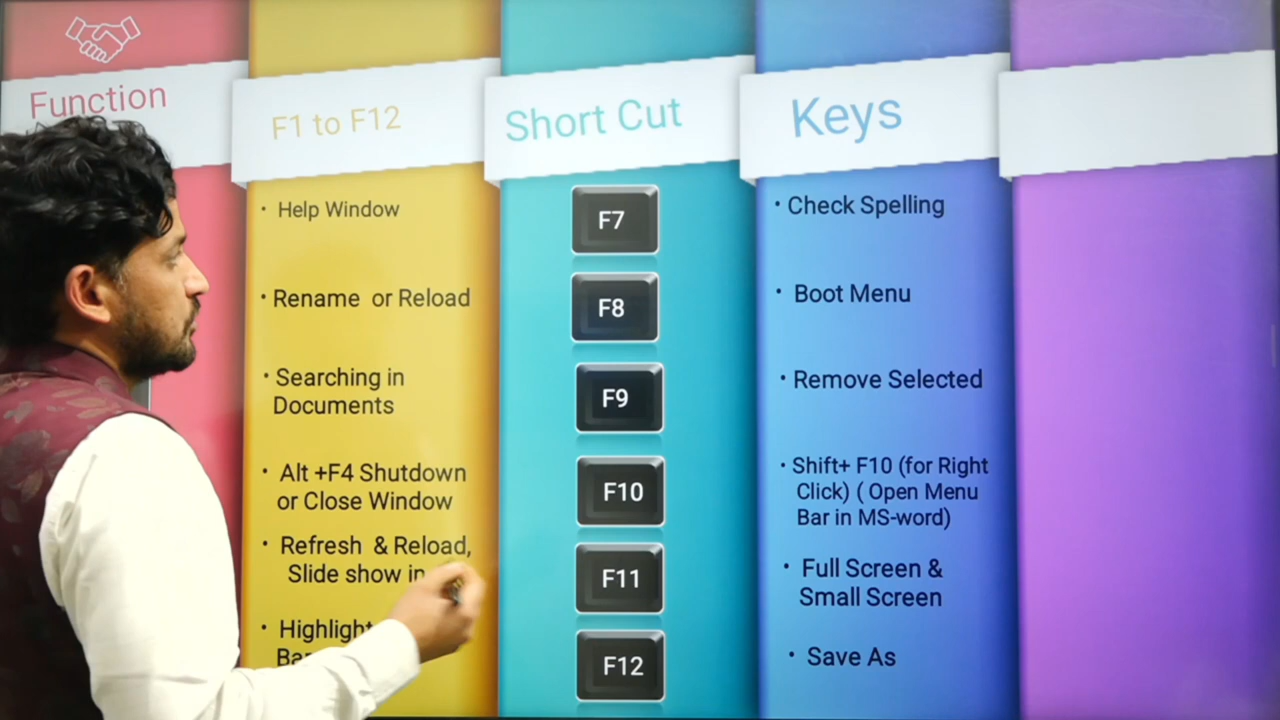 Function
F1 to F12
Short Cut
Keys
Help Window
Rename or Reload
Searching in
Documents
Alt +F4 Shutdown
or Close Window
Refresh & Reload,
Slide show in
F7
F8
F9
F10
F11
F12
Check Spelling
Boot Menu
Remove Selected
Shift+ F10 (for Right
Click) ( Open Menu
Bar in MS-word)
Full Screen &
Small Screen
Save As